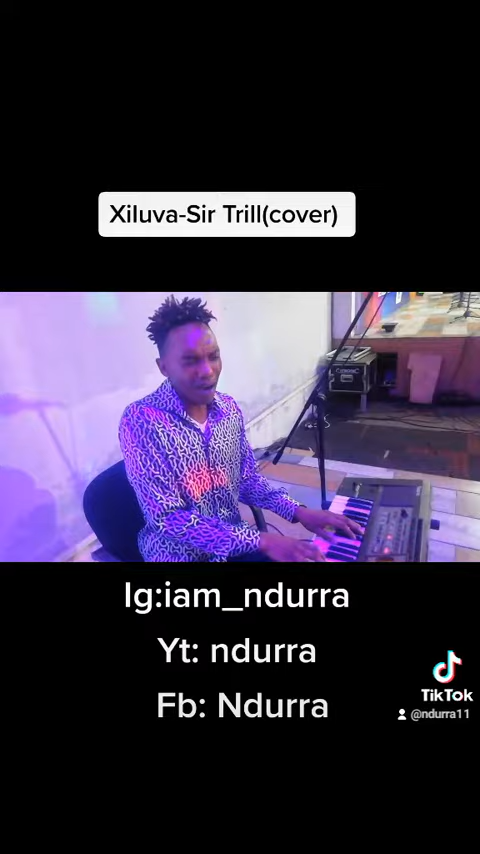 Xiluva-Sir Trill(cover)
Ig:iam_ndurra
Yt: ndurra
Fb: Ndurra
TikTok
@ndurra11